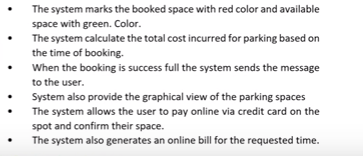 • The system marks the booked space with red color and available
space with green. Color.
• The system calculate the total cost incurred for parking based on
the time of booking.
• When the booking is success full the system sends the message
to the user.
• System also provide the graphical view of the parking spaces
• The system allows the user to pay online via credit card on the
spot and confirm their space.
• The system also generates an online bill for the requested time.